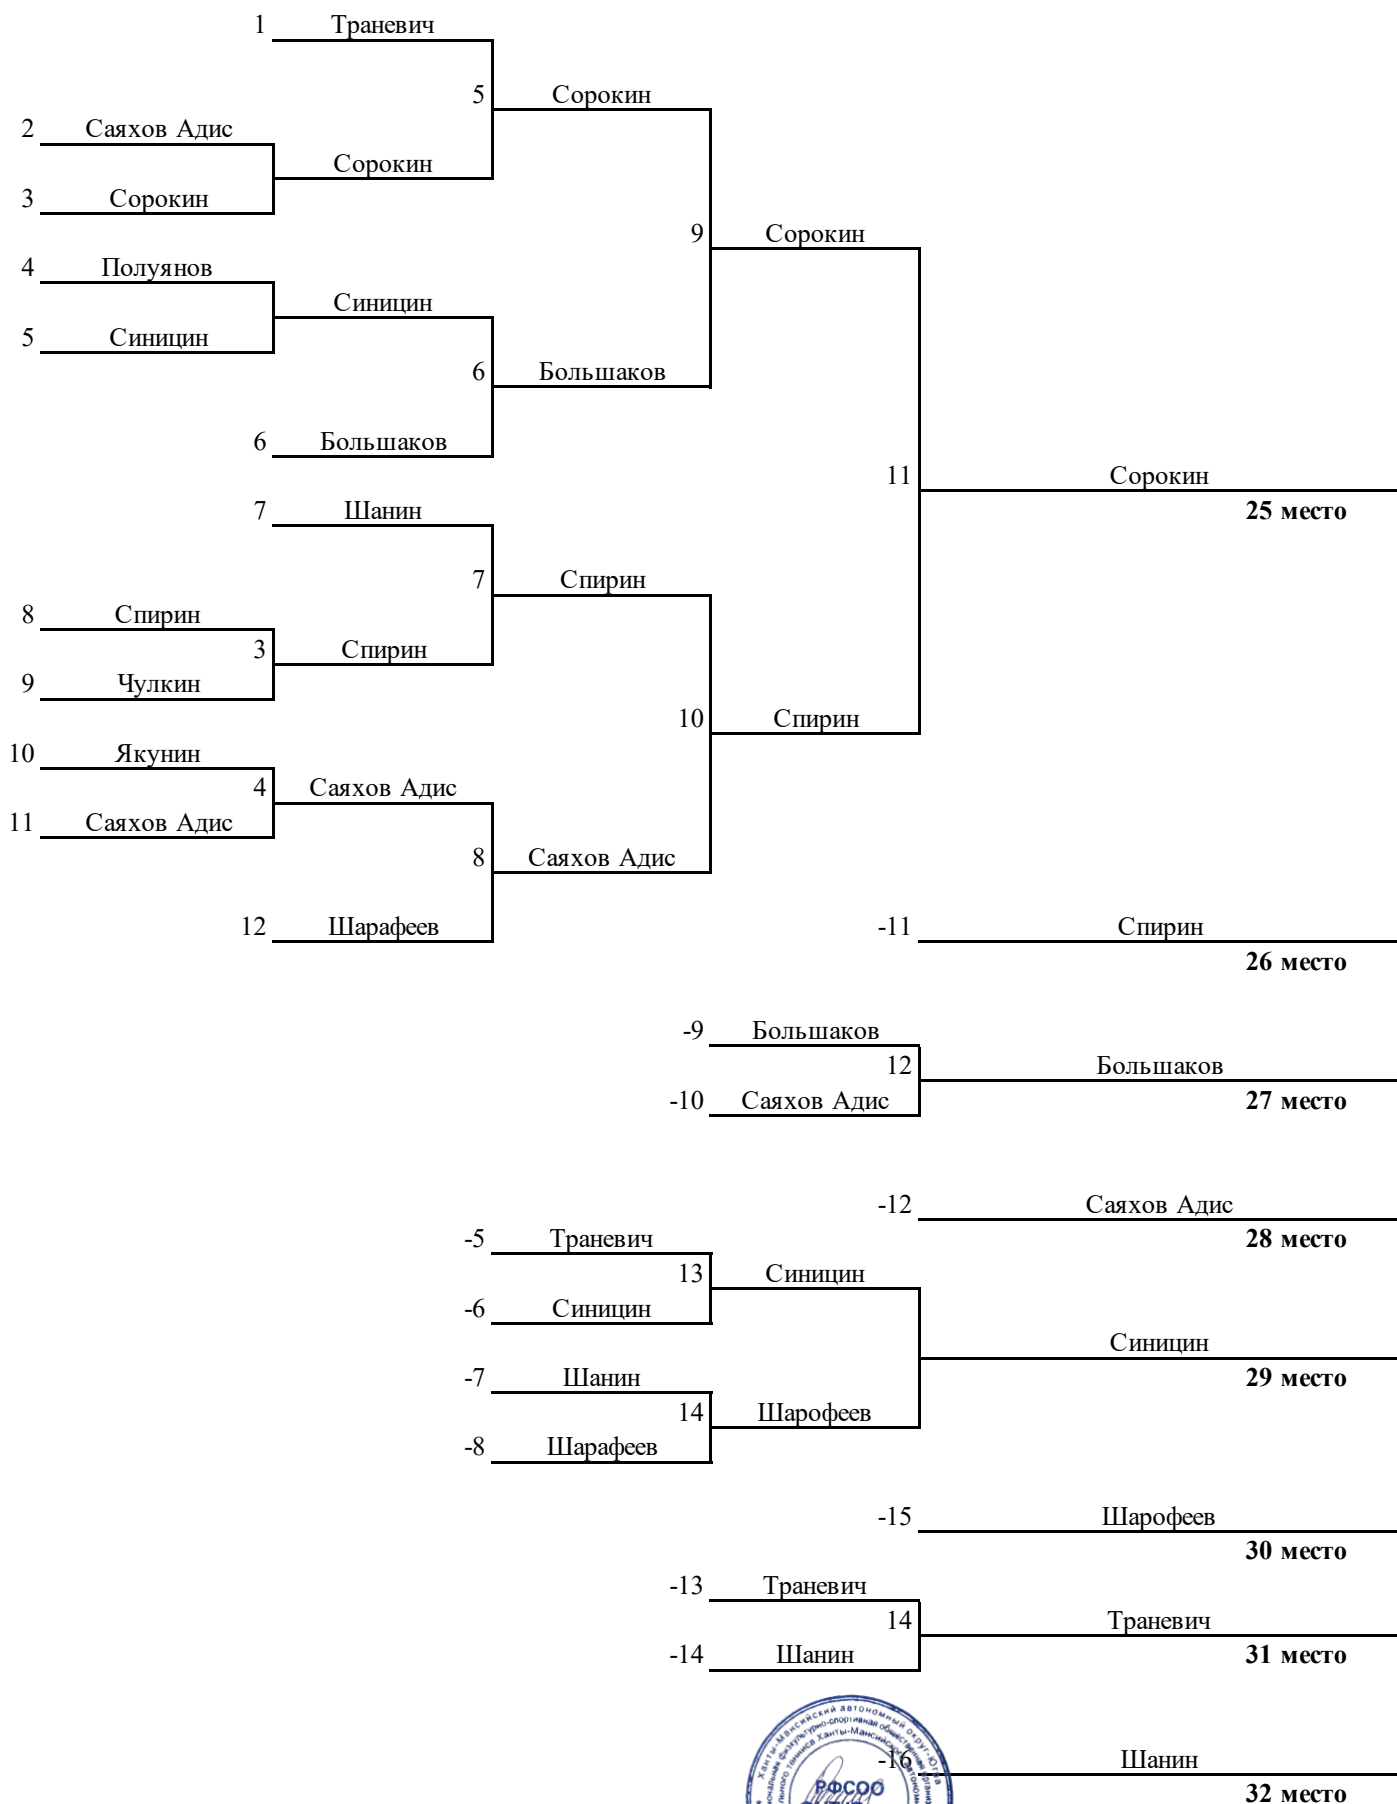 1 Траневич
5 Сорокин
2 Саяхов Адис
Сорокин
3 Сорокин
9 Сорокин
4 Полуянов
Синицин
5 Синицин
6 Большаков
6 Большаков
11 Сорокин
7 Шанин
25 место
7 Спирин
8 Спирин
3 Спирин
9 Чулкин
10 Спирин
10 Якунин
4 Саяхов Адис
11 Саяхов Адис
8 Саяхов Адис
12 Шарафеев
-11 Спирин
26 место
-9 Большаков
12 Большаков
-10 Саяхов Адис
27 место
-12 Саяхов Адис
-5 Траневич
28 место
13 Синицин
-6 Синицин
Синицин
-7 Шанин
29 место
14 Шарофеев
-8 Шарафеев
-15 Шарофеев
30 место
-13 Траневич
14 Траневич
-14 Шанин
31 место
Ханты-Мансийский автономный округ-Югра
-16 Шанин
РФСОО
32 место